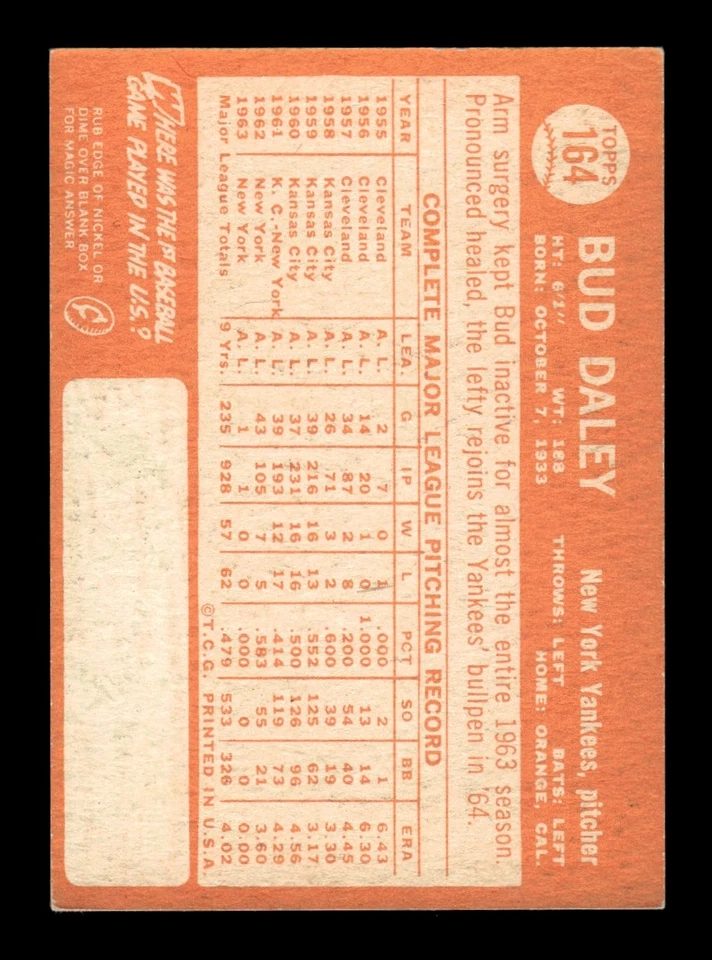 TOPPS
164
BUD DALEY New York Yankees, pitcher
HT: 6'1" WT: 188 THROWS: LEFT BATS: LEFT
BORN: OCTOBER 7, 1933 HOME: ORANGE, CAL.
Arm surgery kept Bud inactive for almost the entire 1963 season.
Pronounced healed, the lefty rejoins the Yankees' bullpen in '64.
COMPLETE MAJOR LEAGUE PITCHING RECORD
YEAR TEAM LEA G IP W L PCT SO BB ERA
1955 Cleveland A. L. 2 7 0 1 .000 2 1 6.43
1956 Cleveland A. L. 14 20 1 0 1.000 13 14 6.30
1957 Cleveland A. L. 34 87 2 8 .200 54 40 4.45
1958 Kansas City A. L. 26 71 3 2 .600 39 19 3.30
1959 Kansas City A. L. 39 216 16 13 .552 125 62 3.17
1960 Kansas City A. L. 37 231 16 16 .500 126 96 4.56
1961 K. C.-New York A. L. 39 193 12 17 .414 119 73 4.29
1962 New York A. L. 43 105 7 5 .583 55 21 3.60
1963 New York A. L. 1 1 0 0 .000 0 0 0.00
Major League Totals 9 Yrs. 235 928 57 62 .479 533 326 4.02
©T.C.G. PRINTED IN U.S.A.
WHERE WAS THE 1ST BASEBALL
GAME PLAYED IN THE U.S.?
RUB EDGE OF NICKEL OR
DIME OVER BLANK BOX
FOR MAGIC ANSWER